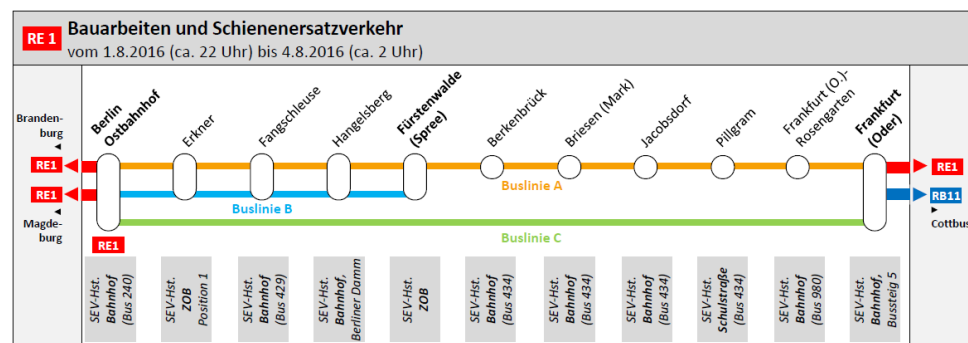 RE 1
Bauarbeiten und Schienenersatzverkehr
vom 1.8.2016 (ca. 22 Uhr) bis 4.8.2016 (ca. 2 Uhr)
Branden-
burg
Berlin
Ostbahnhof
Erkner
Fangschleuse
Hangelsberg
Fürstenwalde
(Spree)
Berkenbrück
Briesen (Mark)
Jacobsdorf
Pillgram
Frankfurt (O.)-
Rosengarten
Frankfurt
(Oder)
RE1
Buslinie A
RE1
RE1
Buslinie B
RB11
Magde-
burg
Cottbus
Buslinie C
RE1
SEV-Hst.
Bahnhof
(Bus 240)
SEV-Hst.
ZOB
Position 1
SEV-Hst.
Bahnhof
(Bus 429)
SEV-Hst.
Bahnhof,
Berliner Damm
SEV-Hst.
ZOB
SEV-Hst.
Bahnhof
(Bus 434)
SEV-Hst.
Bahnhof
(Bus 434)
SEV-Hst.
Bahnhof
(Bus 434)
SEV-Hst.
Schulstraße
(Bus 434)
SEV-Hst.
Bahnhof
(Bus 980)
SEV-Hst.
Bahnhof,
Bussteig 5